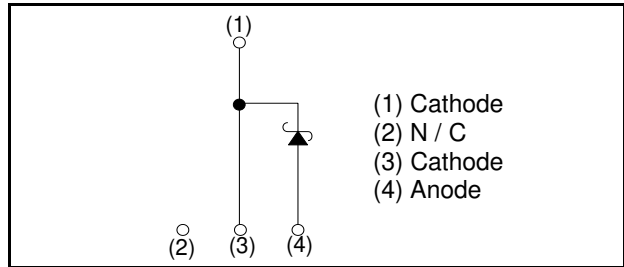 (1)
(1) Cathode
(2) N / C
(3) Cathode
(4) Anode
(2) (3) (4)